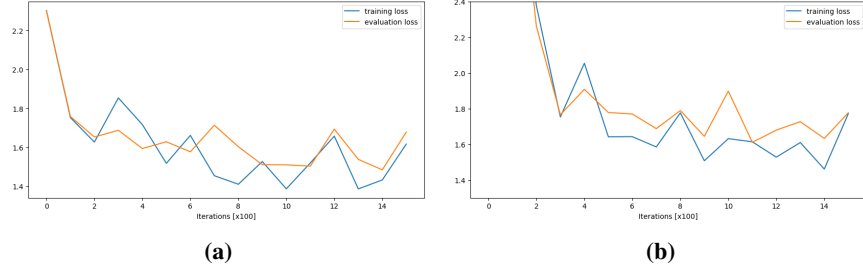 training loss
evaluation loss
2.2
2.0
1.8
1.6
1.4
0 2 4 6 8 10 12 14
Iterations [x100]
(a)
2.4
training loss
evaluation loss
2.2
2.0
1.8
1.6
1.4
0 2 4 6 8 10 12 14
Iterations [x100]
(b)